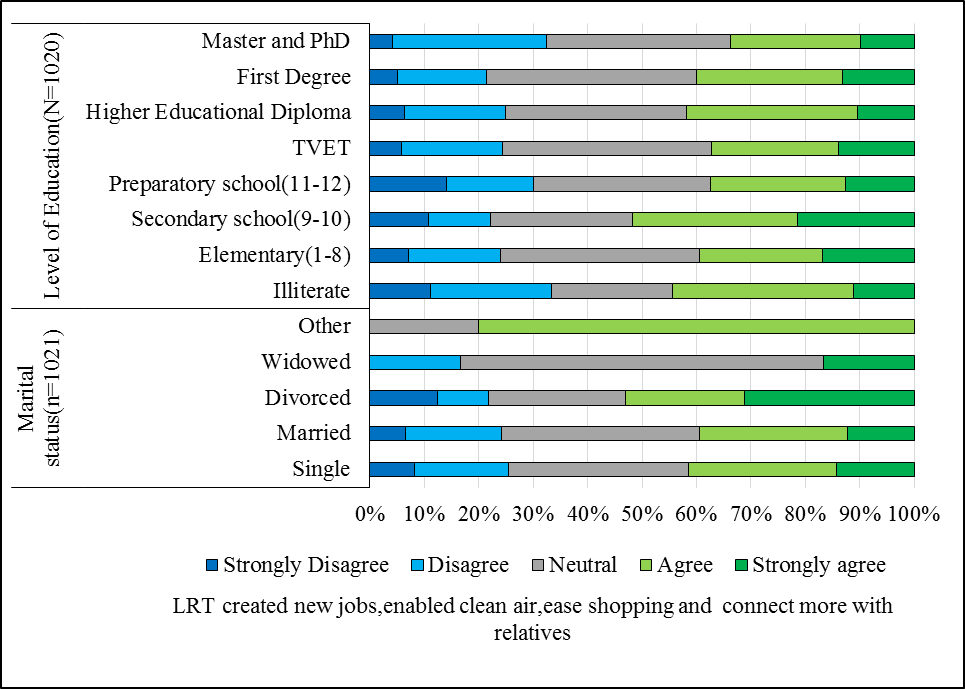 Level of Education(N=1020)
Master and PhD
First Degree
Higher Educational Diploma
TVET
Preparatory school(11-12)
Secondary school(9-10)
Elementary(1-8)
Illiterate
Marital
status(n=1021)
Other
Widowed
Divorced
Married
Single
0% 10% 20% 30% 40% 50% 60% 70% 80% 90% 100%
Strongly Disagree Disagree Neutral Agree Strongly agree
LRT created new jobs,enabled clean air,ease shopping and connect more with
relatives